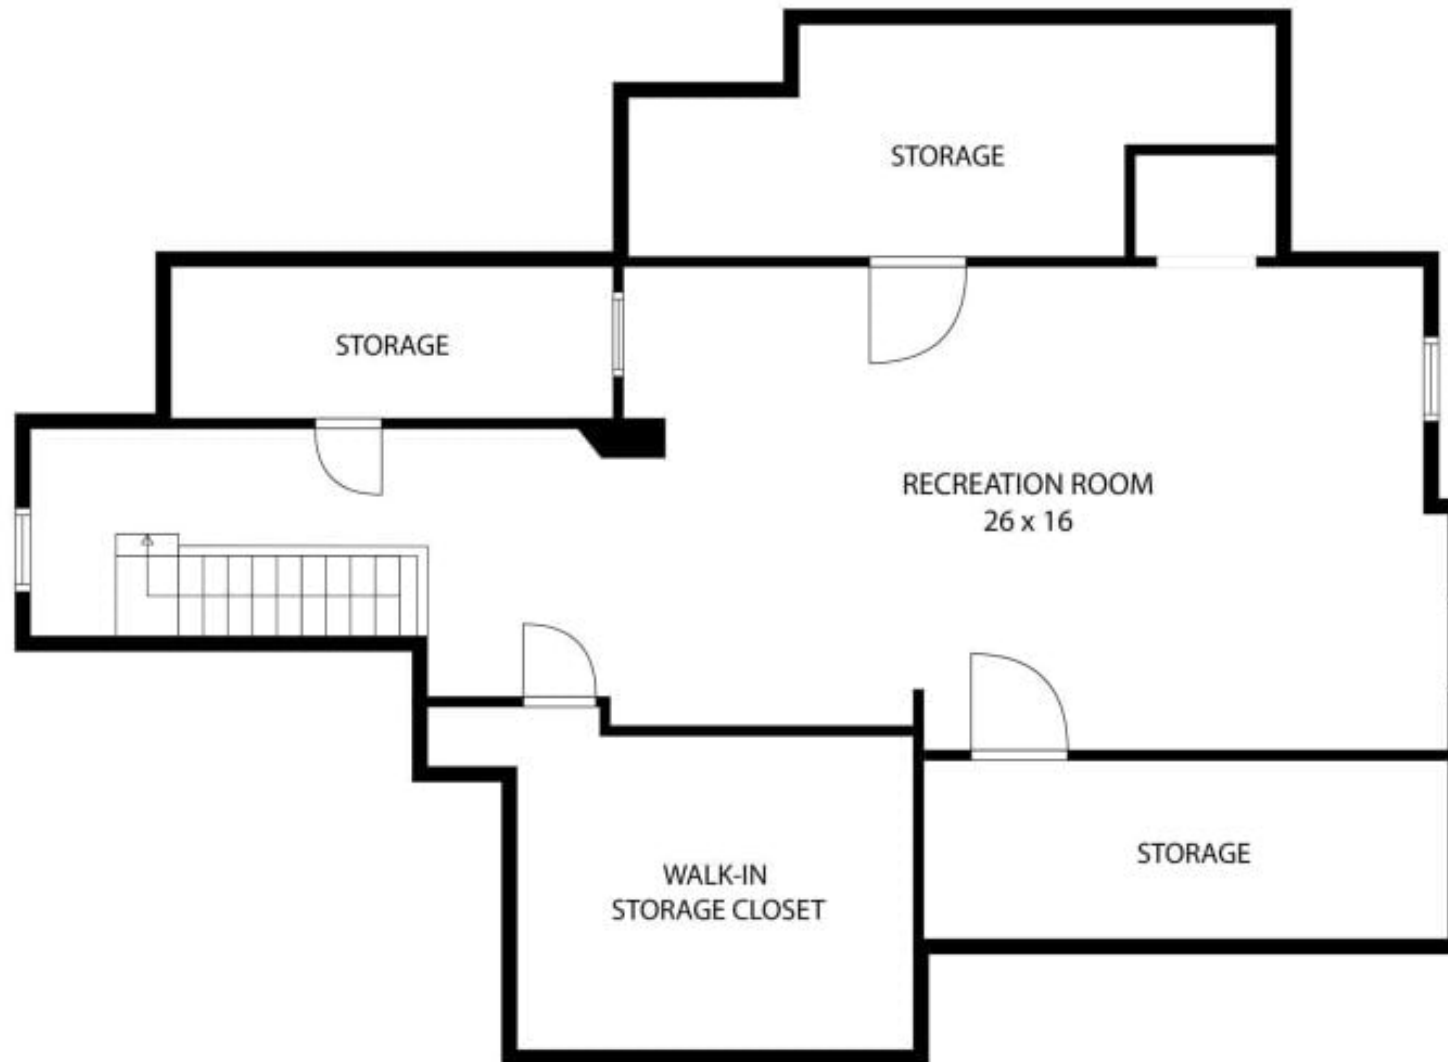 STORAGE
STORAGE
RECREATION ROOM
26 x 16
STORAGE
WALK-IN
STORAGE CLOSET